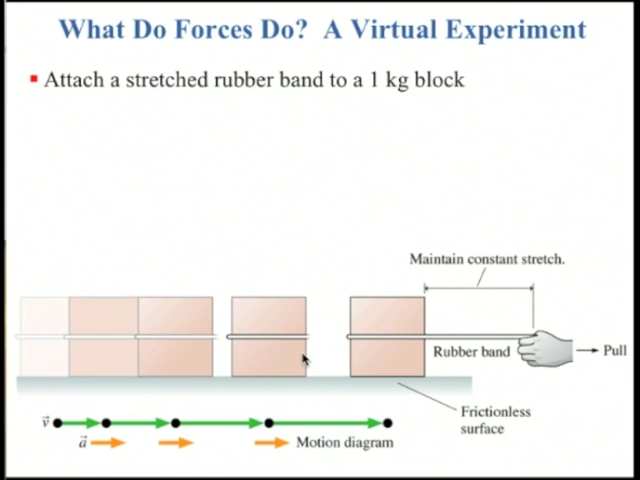 What Do Forces Do? A Virtual Experiment
Attach a stretched rubber band to a 1 kg block
Maintain constant stretch.
Rubber band
Pull
Frictionless
surface
v⃗
a⃗
Motion diagram